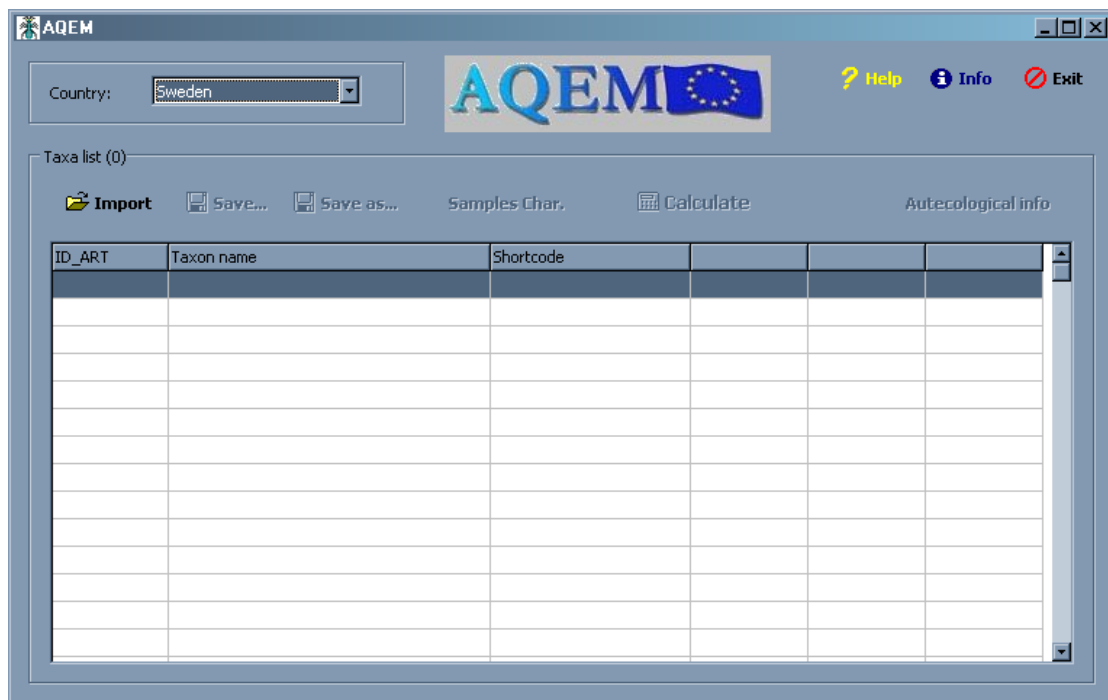 AQEM
Country: Sweden
AQEM
Help Info Exit
Taxa list (0)
Import Save... Save as... Samples Char. Calculate Autecological info
ID_ART Taxon name Shortcode